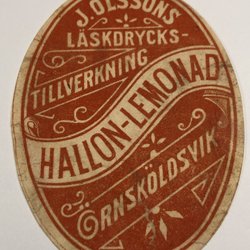 J. OLSSONS
LÄSKDRYCKS-
TILLVERKNING
HALLON-LEMONAD
ÖRNSKÖLDSVIK